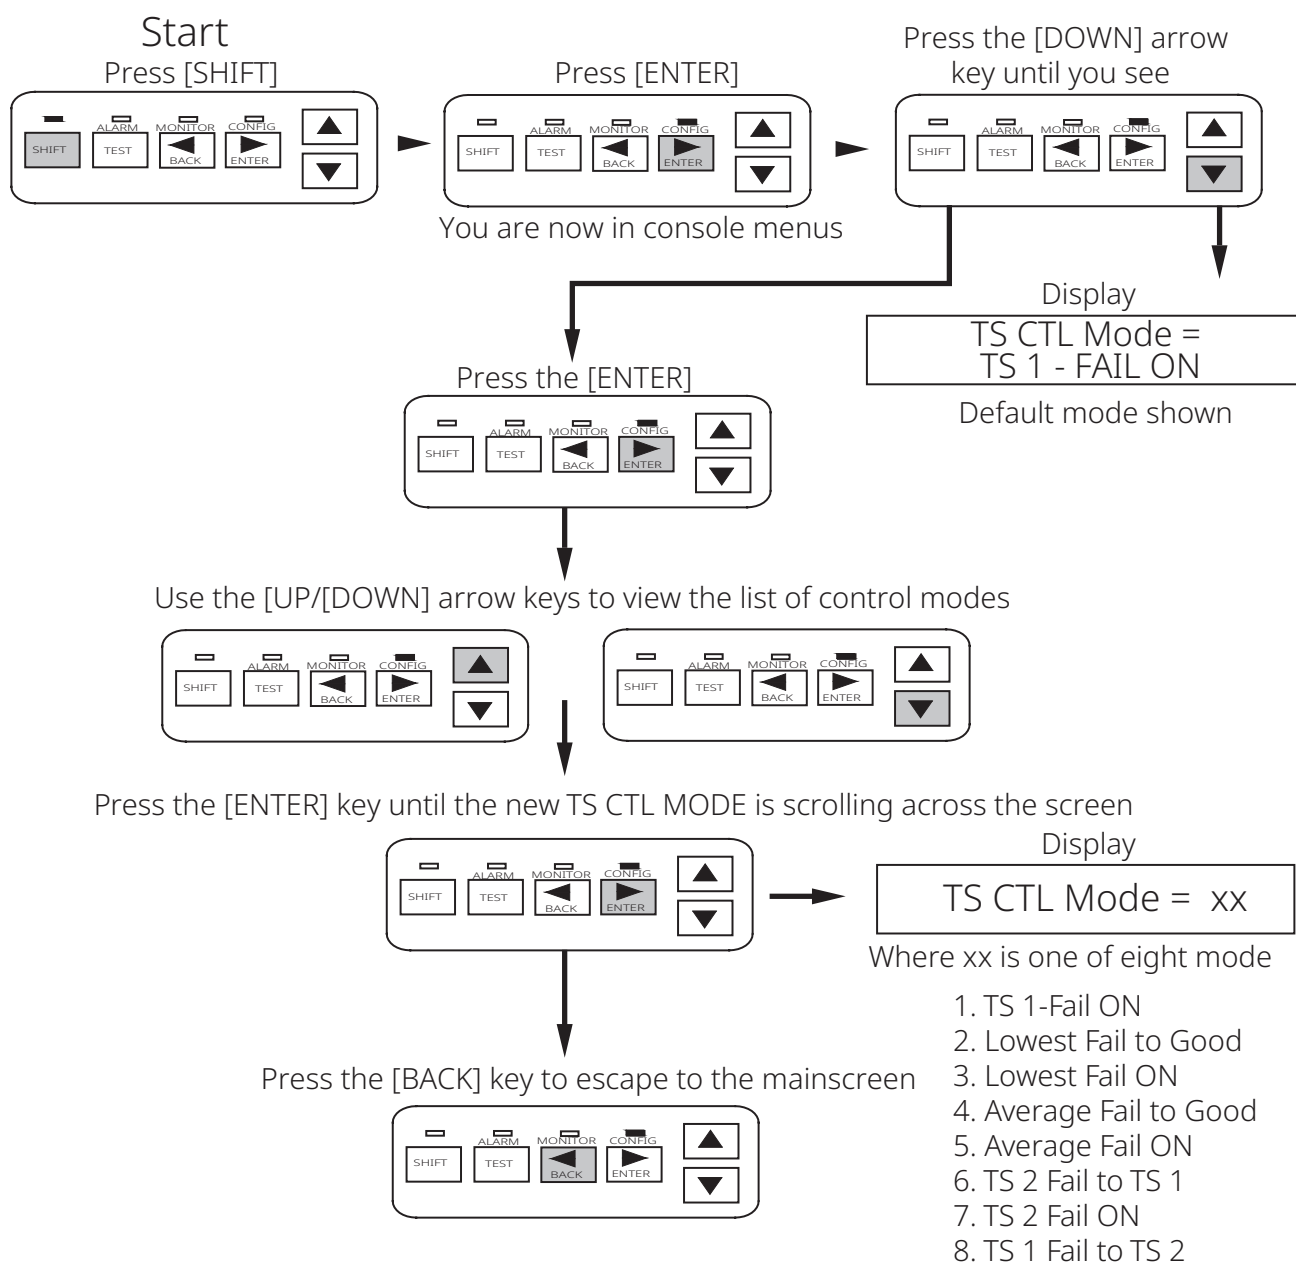 Start
Press [SHIFT]
SHIFT
ALARM
TEST
MONITOR
BACK
CONFIG
ENTER
Press [ENTER]
SHIFT
ALARM
TEST
MONITOR
BACK
CONFIG
ENTER
You are now in console menus
Press the [DOWN] arrow
key until you see
SHIFT
ALARM
TEST
MONITOR
BACK
CONFIG
ENTER
Display
TS CTL Mode =
TS 1 - FAIL ON
Default mode shown
Press the [ENTER]
SHIFT
ALARM
TEST
MONITOR
BACK
CONFIG
ENTER
Use the [UP/[DOWN] arrow keys to view the list of control modes
SHIFT
ALARM
TEST
MONITOR
BACK
CONFIG
ENTER
SHIFT
ALARM
TEST
MONITOR
BACK
CONFIG
ENTER
Press the [ENTER] key until the new TS CTL MODE is scrolling across the screen
SHIFT
ALARM
TEST
MONITOR
BACK
CONFIG
ENTER
Display
TS CTL Mode = xx
Where xx is one of eight mode
1. TS 1-Fail ON
2. Lowest Fail to Good
3. Lowest Fail ON
4. Average Fail to Good
5. Average Fail ON
6. TS 2 Fail to TS 1
7. TS 2 Fail ON
8. TS 1 Fail to TS 2
Press the [BACK] key to escape to the mainscreen
SHIFT
ALARM
TEST
MONITOR
BACK
CONFIG
ENTER